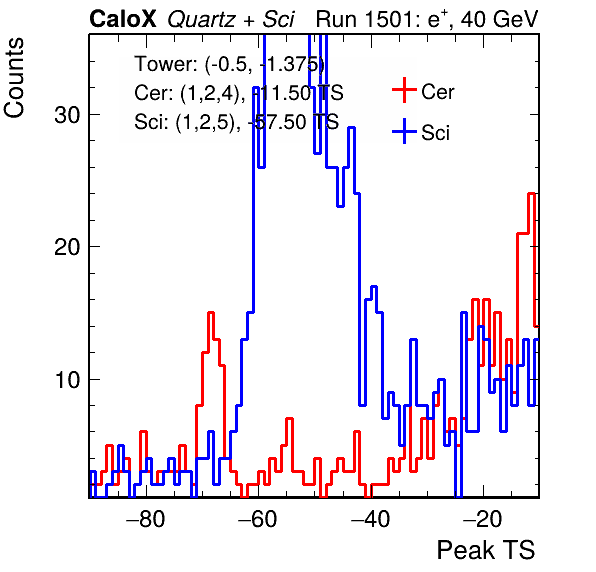 CaloX Quartz + Sci Run 1501: e+, 40 GeV
Counts
Tower: (-0.5, -1.375)
Cer: (1,2,4), -11.50 TS
Sci: (1,2,5), -57.50 TS
Cer
Sci
30
20
10
−80 −60 −40 −20
Peak TS